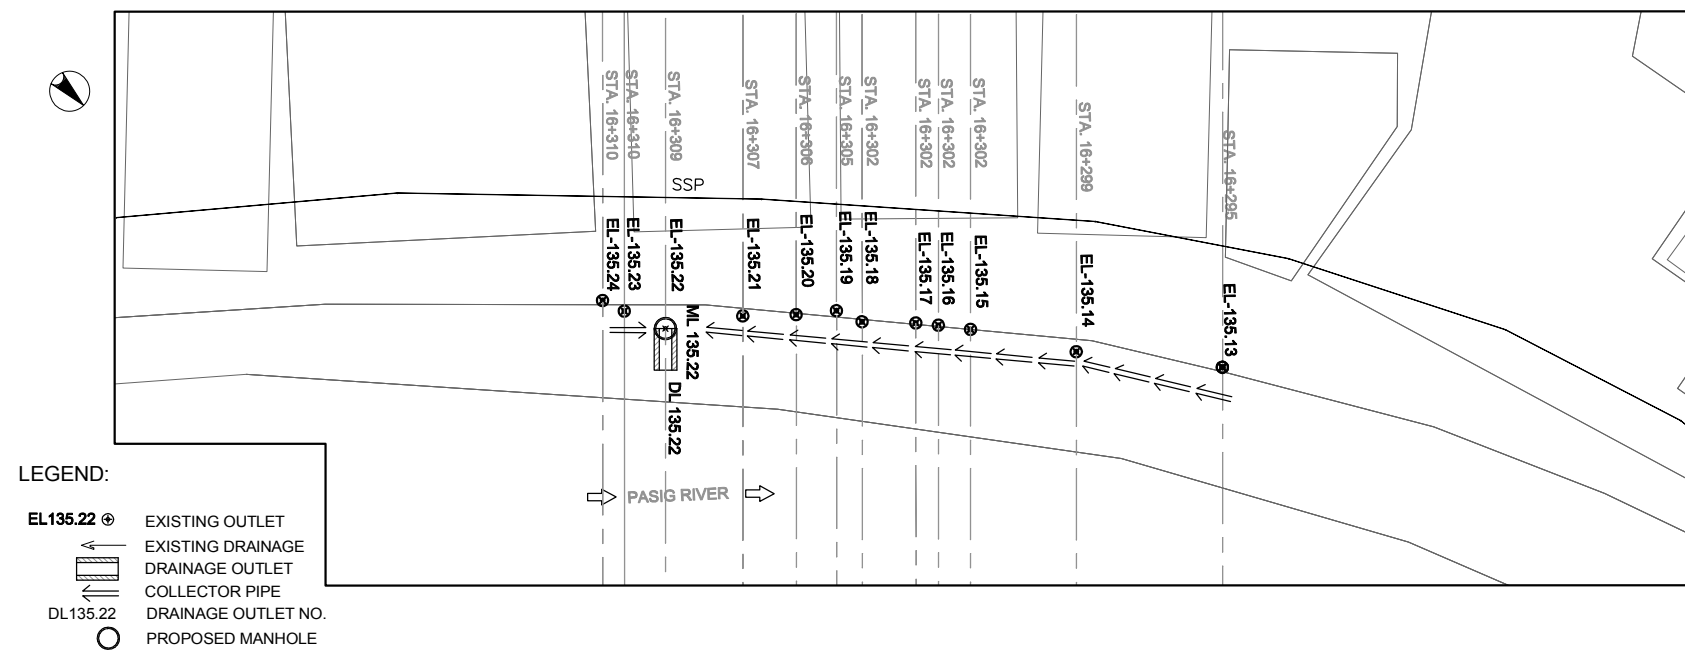 STA. 16+310
STA. 16+310
STA. 16+309
STA. 16+307
STA. 16+306
STA. 16+305
STA. 16+302
STA. 16+302
STA. 16+302
STA. 16+302
STA. 16+299
STA. 16+295
SSP
EL-135.24
EL-135.23
EL-135.22
EL-135.21
EL-135.20
EL-135.19
EL-135.18
EL-135.17
EL-135.16
EL-135.15
EL-135.14
EL-135.13
ML 135.22
DL 135.22
PASIG RIVER
LEGEND:
EL135.22 EXISTING OUTLET
EXISTING DRAINAGE
DRAINAGE OUTLET
COLLECTOR PIPE
DL135.22 DRAINAGE OUTLET NO.
PROPOSED MANHOLE